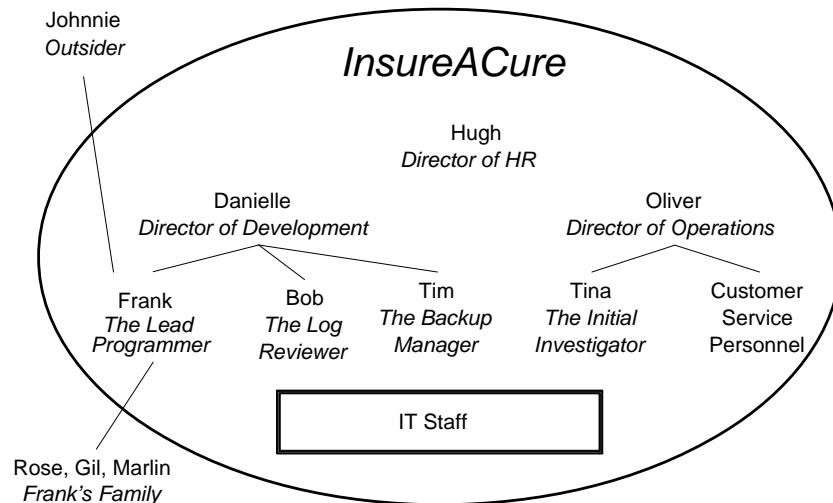 Johnnie
Outsider
InsureACure
Hugh
Director of HR
Danielle
Director of Development
Oliver
Director of Operations
Frank
The Lead
Programmer
Bob
The Log
Reviewer
Tim
The Backup
Manager
Tina
The Initial
Investigator
Customer
Service
Personnel
IT Staff
Rose, Gil, Marlin
Frank's Family